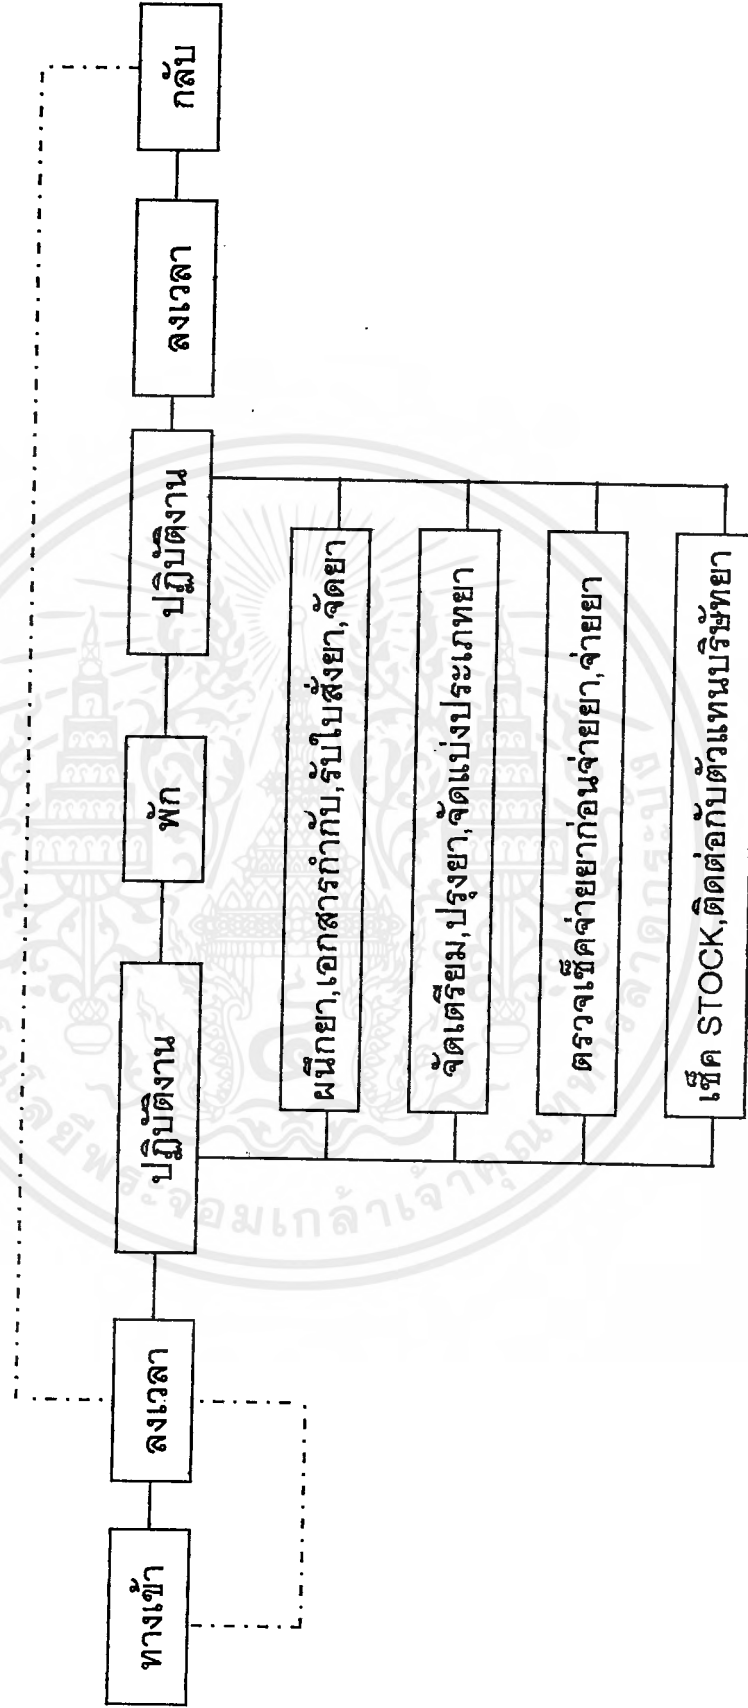 ทางเข้า
ลงเวลา
ปฏิบัติงาน
พัก
ปฏิบัติงาน
ลงเวลา
กลับ
ผนึกยา,เอกสารกำกับ,รับใบสั่งยา,จัดยา
จัดเตรียม,ปรุงยา,จัดแบ่งประเภทยา
ตรวจเช็คจ่ายยาก่อนจ่ายยา,จ่ายยา
เช็ค STOCK,ติดต่อกับตัวแทนบริษัทยา